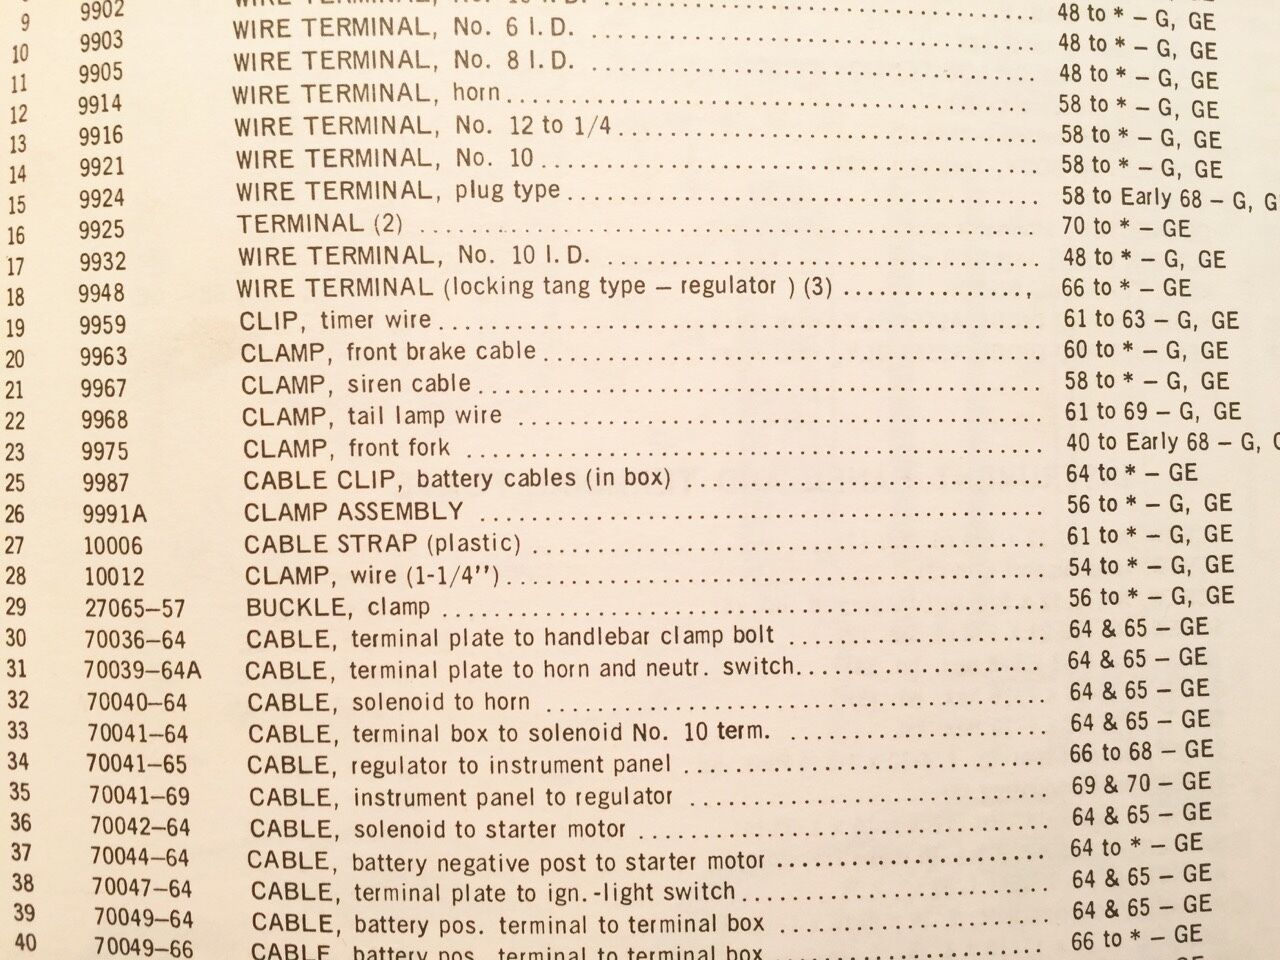 9 9902 WIRE TERMINAL, 48 to * – G, GE
10 9903 WIRE TERMINAL, No. 6 I.D. 48 to * – G, GE
11 9905 WIRE TERMINAL, No. 8 I.D. 48 to * – G, GE
12 9914 WIRE TERMINAL, horn 58 to * – G, GE
13 9916 WIRE TERMINAL, No. 12 to 1/4 58 to * – G, GE
14 9921 WIRE TERMINAL, No. 10 58 to * – G, GE
15 9924 WIRE TERMINAL, plug type 58 to Early 68 – G, G
16 9925 TERMINAL (2) 70 to * – GE
17 9932 WIRE TERMINAL, No. 10 I.D. 48 to * – G, GE
18 9948 WIRE TERMINAL (locking tang type – regulator ) (3) 66 to * – GE
19 9959 CLIP, timer wire 61 to 63 – G, GE
20 9963 CLAMP, front brake cable 60 to * – G, GE
21 9967 CLAMP, siren cable 58 to * – G, GE
22 9968 CLAMP, tail lamp wire 61 to 69 – G, GE
23 9975 CLAMP, front fork 40 to Early 68 – G,
25 9987 CABLE CLIP, battery cables (in box) 64 to * – GE
26 9991A CLAMP ASSEMBLY 56 to * – G, GE
27 10006 CABLE STRAP (plastic) 61 to * – G, GE
28 10012 CLAMP, wire (1-1/4") 54 to * – G, GE
29 27065–57 BUCKLE, clamp 56 to * – G, GE
30 70036–64 CABLE, terminal plate to handlebar clamp bolt 64 & 65 – GE
31 70039–64A CABLE, terminal plate to horn and neutr. switch 64 & 65 – GE
32 70040–64 CABLE, solenoid to horn 64 & 65 – GE
33 70041–64 CABLE, terminal box to solenoid No. 10 term. 64 & 65 – GE
34 70041–65 CABLE, regulator to instrument panel 66 to 68 – GE
35 70041–69 CABLE, instrument panel to regulator 69 & 70 – GE
36 70042–64 CABLE, solenoid to starter motor 64 & 65 – GE
37 70044–64 CABLE, battery negative post to starter motor 64 to * – GE
38 70047–64 CABLE, terminal plate to ign.-light switch 64 & 65 – GE
39 70049–64 CABLE, battery pos. terminal to terminal box 64 & 65 – GE
40 70049–66 CABLE, battery pos. terminal to terminal box 66 to * – GE